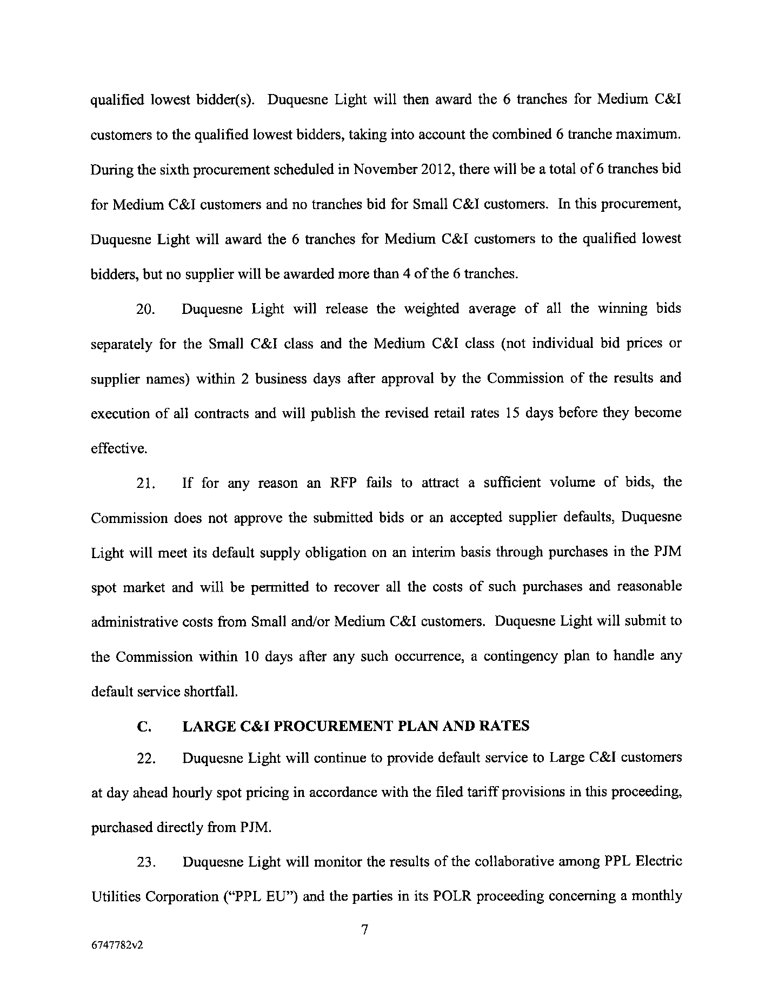 qualified lowest bidder(s). Duquesne Light will then award the 6 tranches for Medium C&I
customers to the qualified lowest bidders, taking into account the combined 6 tranche maximum.
During the sixth procurement scheduled in November 2012, there will be a total of 6 tranches bid
for Medium C&I customers and no tranches bid for Small C&I customers. In this procurement,
Duquesne Light will award the 6 tranches for Medium C&I customers to the qualified lowest
bidders, but no supplier will be awarded more than 4 of the 6 tranches.
20. Duquesne Light will release the weighted average of all the winning bids
separately for the Small C&I class and the Medium C&I class (not individual bid prices or
supplier names) within 2 business days after approval by the Commission of the results and
execution of all contracts and will publish the revised retail rates 15 days before they become
effective.
21. If for any reason an RFP fails to attract a sufficient volume of bids, the
Commission does not approve the submitted bids or an accepted supplier defaults, Duquesne
Light will meet its default supply obligation on an interim basis through purchases in the PJM
spot market and will be permitted to recover all the costs of such purchases and reasonable
administrative costs from Small and/or Medium C&I customers. Duquesne Light will submit to
the Commission within 10 days after any such occurrence, a contingency plan to handle any
default service shortfall.
C. LARGE C&I PROCUREMENT PLAN AND RATES
22. Duquesne Light will continue to provide default service to Large C&I customers
at day ahead hourly spot pricing in accordance with the filed tariff provisions in this proceeding,
purchased directly from PJM.
23. Duquesne Light will monitor the results of the collaborative among PPL Electric
Utilities Corporation (“PPL EU”) and the parties in its POLR proceeding concerning a monthly
7
6747782v2